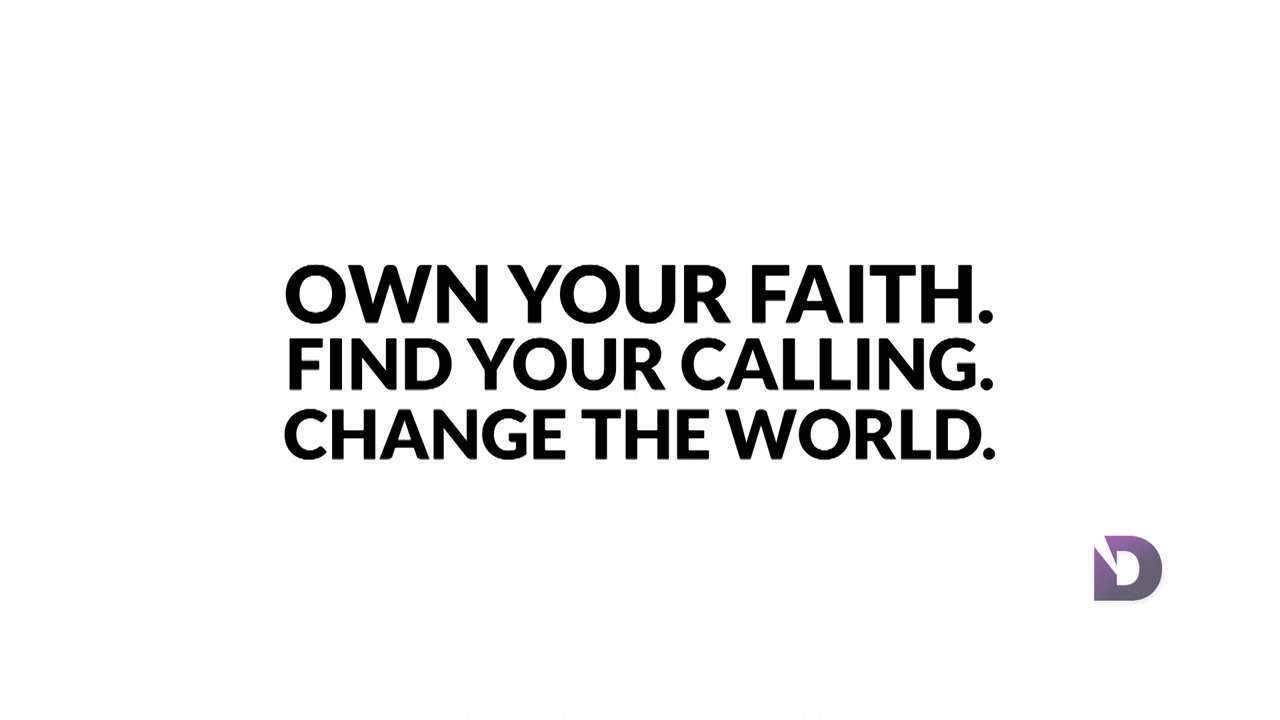 OWN YOUR FAITH.
FIND YOUR CALLING.
CHANGE THE WORLD.
D